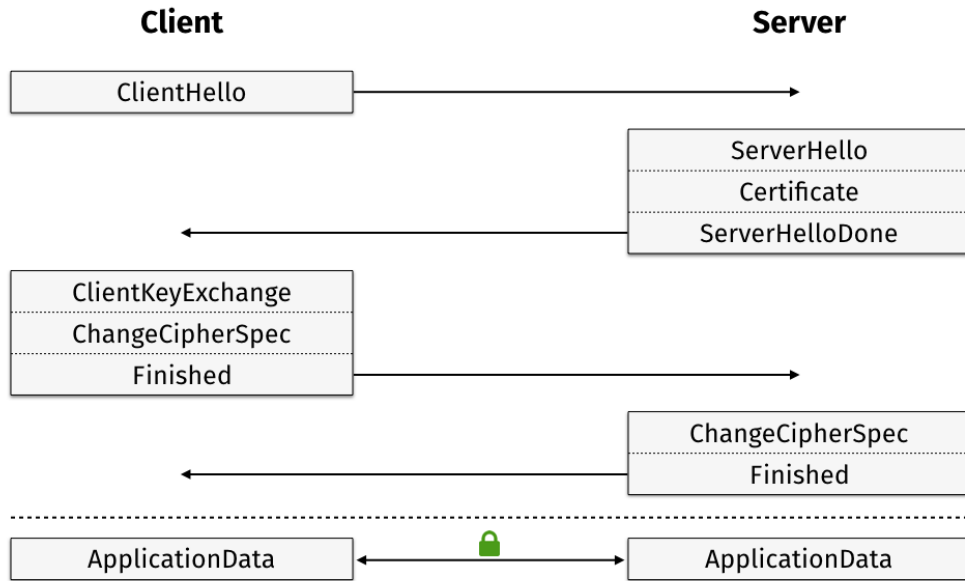 Client
Server
ClientHello
ServerHello
Certificate
ServerHelloDone
ClientKeyExchange
ChangeCipherSpec
Finished
ChangeCipherSpec
Finished
ApplicationData
ApplicationData